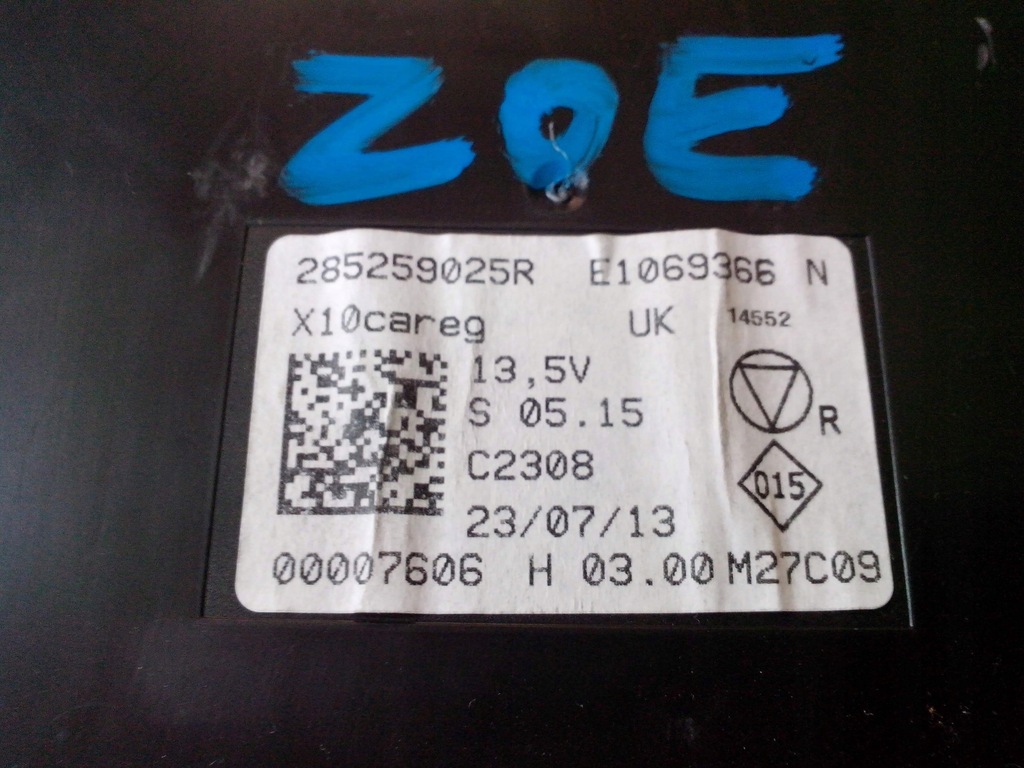 ZOE
285259025R E1069366 N
X10careg UK 14552
13,5V
S 05.15 R
C2308 015
23/07/13
00007606 H 03.00 M27C09